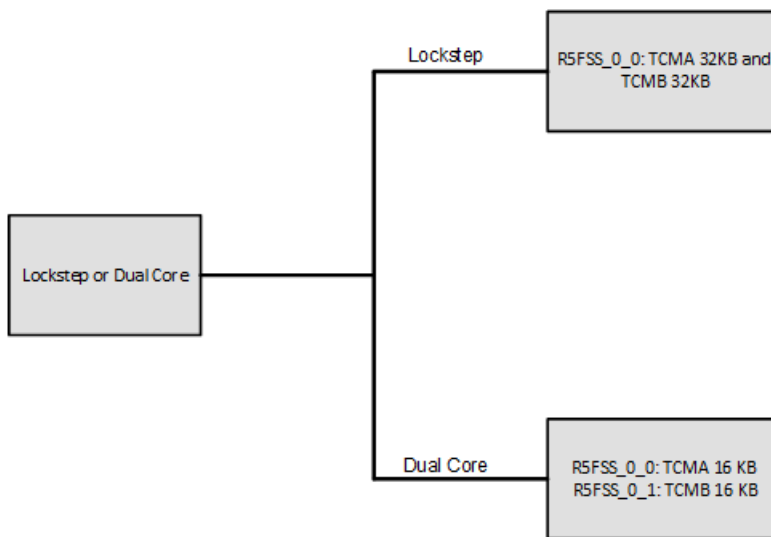 Lockstep
R5FSS_0_0: TCMA 32KB and
TCMB 32KB
Lockstep or Dual Core
Dual Core
R5FSS_0_0: TCMA 16 KB
R5FSS_0_1: TCMB 16 KB